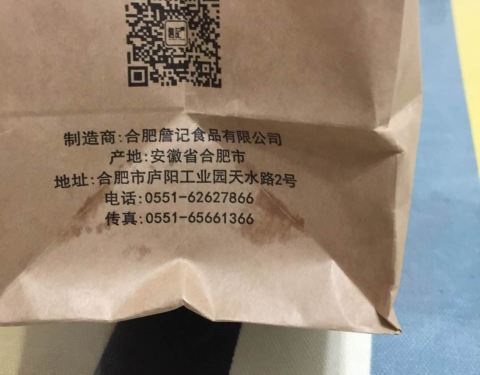 制造商:合肥詹记食品有限公司
产地:安徽省合肥市
地址:合肥市庐阳工业园天水路2号
电话:0551-62627866
传真:0551-65661366